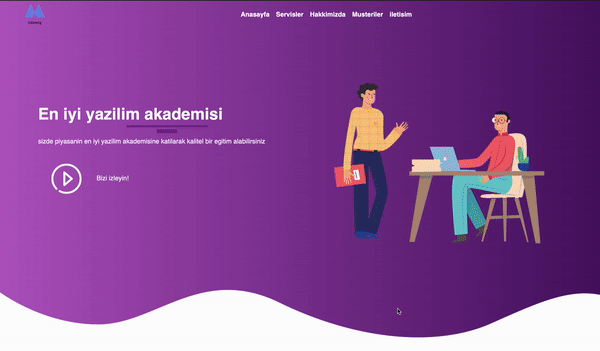 Anasayfa Servisler Hakkimizda Musteriler iletisim
En iyi yazilim akademisi
sizde piyasanin en iyi yazilim akademisine katilarak kalitel bir egitim alabilirsiniz
Bizi izleyin!